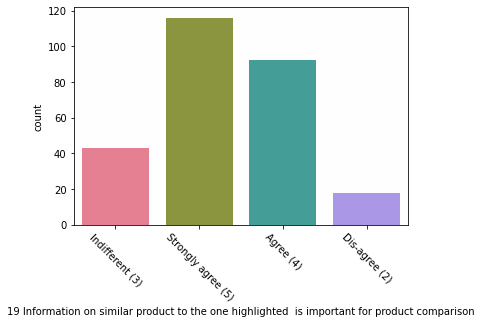 120
100
80
60
40
20
0
count
Indifferent (3)
Strongly agree (5)
Agree (4)
Dis-agree (2)
19 Information on similar product to the one highlighted  is important for product comparison